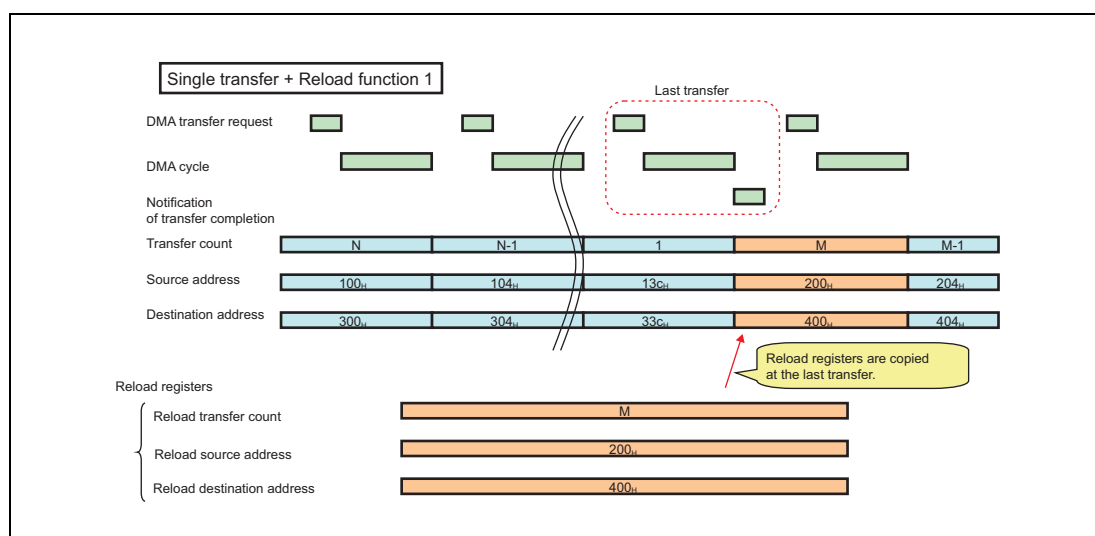 Single transfer + Reload function 1
Last transfer
DMA transfer request
DMA cycle
Notification
of transfer completion
Transfer count
N
N-1
1
M
M-1
Source address
100H
104H
13cH
200H
204H
Destination address
300H
304H
33cH
400H
404H
Reload registers are copied
at the last transfer.
Reload registers
Reload transfer count
M
Reload source address
200H
Reload destination address
400H